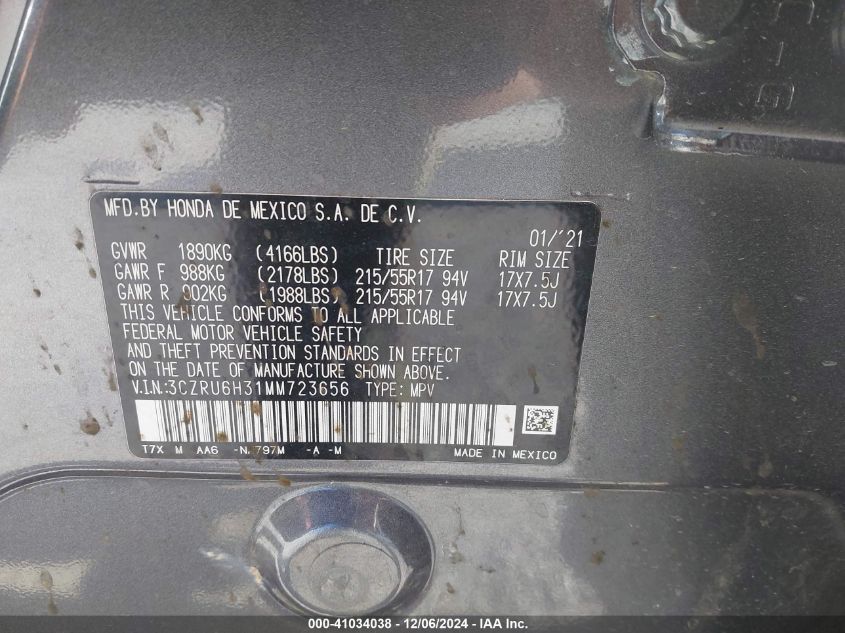 MFD.BY HONDA DE MEXICO S.A. DE C.V.
01/'21
GVWR 1890KG (4166LBS) TIRE SIZE RIM SIZE
GAWR F 988KG (2178LBS) 215/55R17 94V 17X7.5J
GAWR R 902KG (1988LBS) 215/55R17 94V 17X7.5J
THIS VEHICLE CONFORMS TO ALL APPLICABLE
FEDERAL MOTOR VEHICLE SAFETY
AND THEFT PREVENTION STANDARDS IN EFFECT
ON THE DATE OF MANUFACTURE SHOWN ABOVE.
V.I.N:3CZRU6H31MM723656 TYPE: MPV
T7X M AA6 -NH797M -A -M MADE IN MEXICO
000-41034038 - 12/06/2024 - IAA Inc.